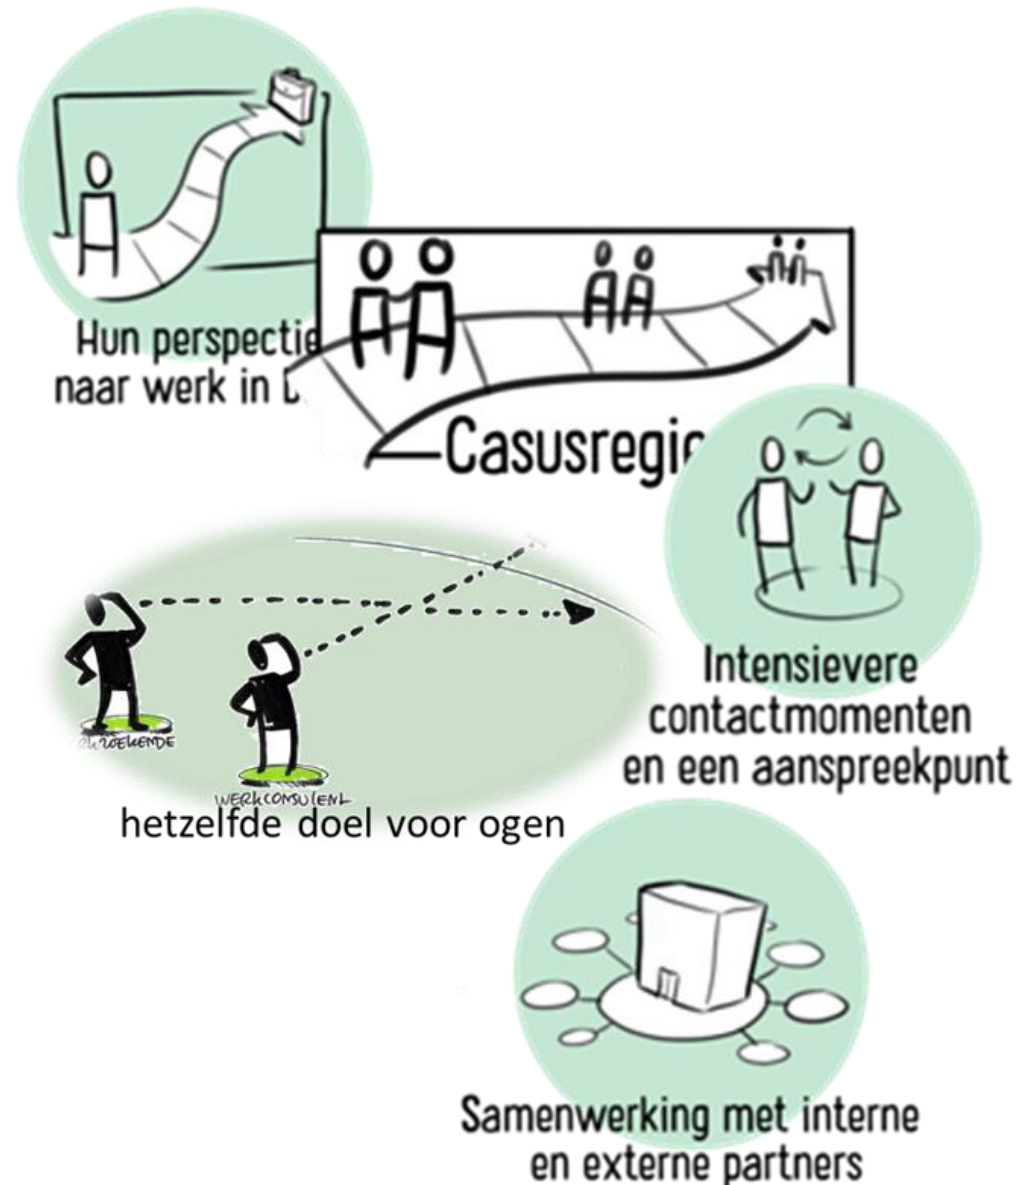 Hun perspectie
naar werk in
Casusregie
Intensievere
contactmomenten
en een aanspreekpunt
ZOEKENDE
WERKCONSULENT
hetzelfde doel voor ogen
Samenwerking met interne
en externe partners